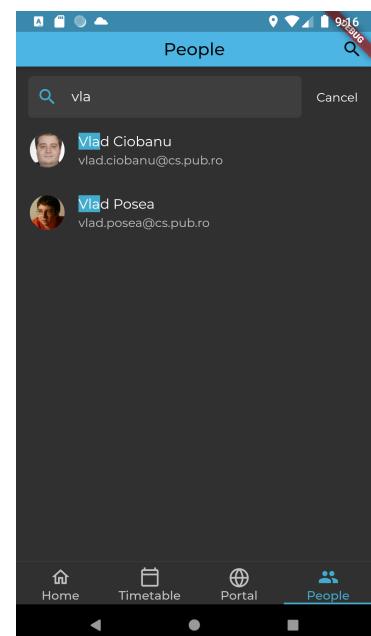 9:16
DEBUG
People
vla
Cancel
Vlad Ciobanu
vlad.ciobanu@cs.pub.ro
Vlad Posea
vlad.posea@cs.pub.ro
Home
Timetable
Portal
People